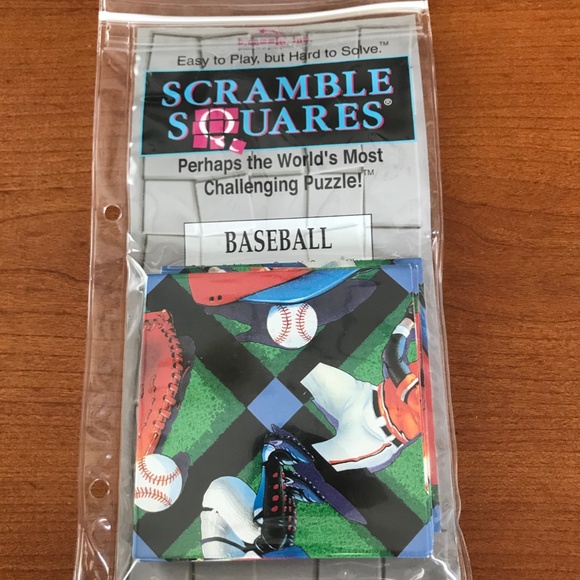 Easy to Play, but Hard to Solve.™
SCRAMBLE
SQUARES®
Perhaps the World's Most
Challenging Puzzle!™
BASEBALL